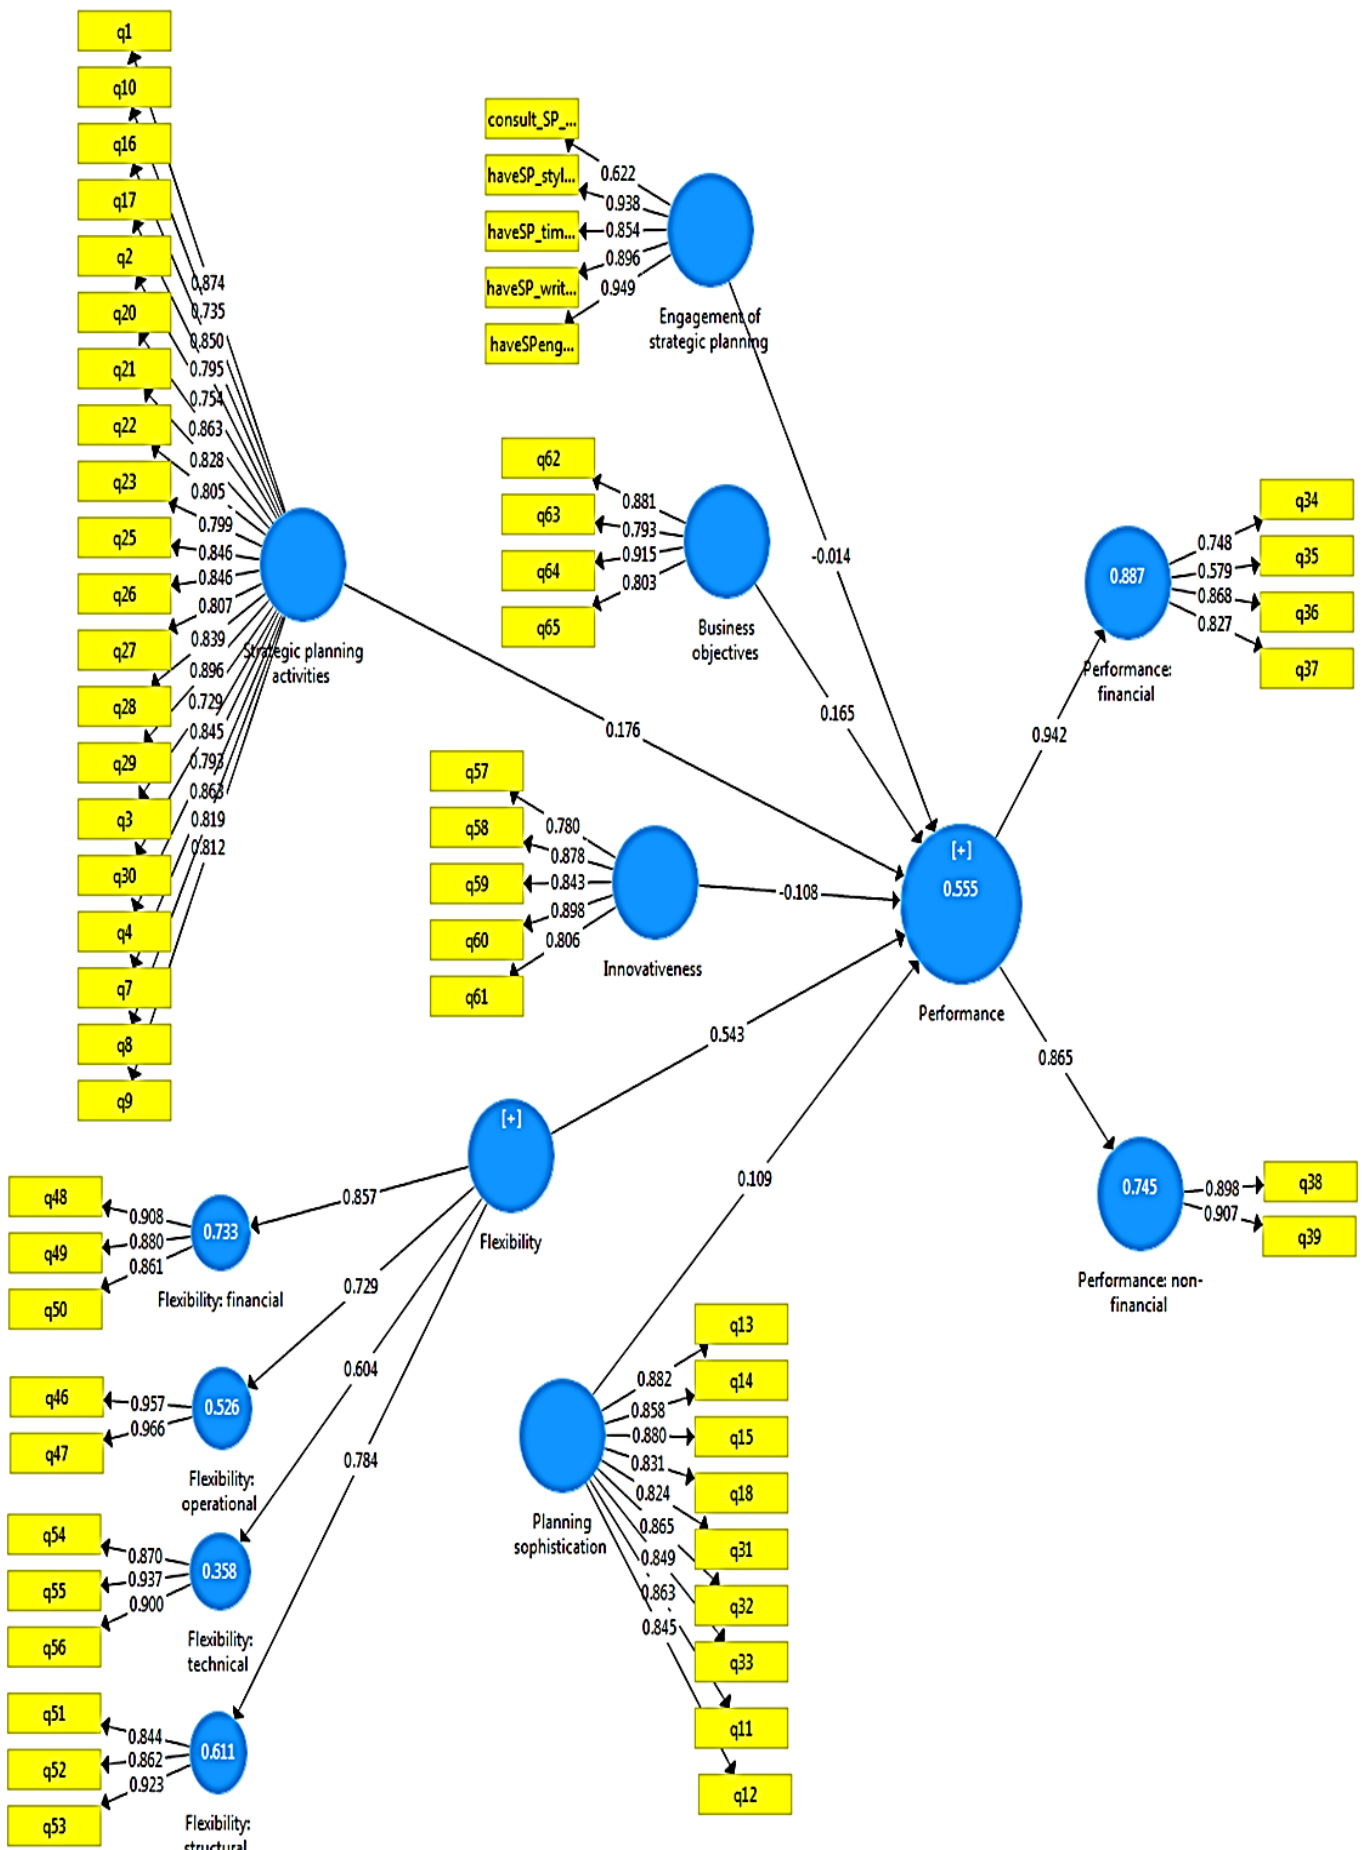 q1
q10
q16
q17
q2
q20
q21
q22
q23
q25
q26
q27
q28
q29
q3
q30
q4
q7
q8
q9
0.874
0.735
0.850
0.795
0.754
0.863
0.828
0.805
0.799
0.846
0.846
0.807
0.839
0.896
0.729
0.845
0.793
0.863
0.819
0.812
Strategic planning
activities
0.176
consult_SP_...
haveSP_styl...
haveSP_tim...
haveSP_writ...
haveSPeng...
0.622
0.938
0.854
0.896
0.949
Engagement of
strategic planning
-0.014
q62
q63
q64
q65
0.881
0.793
0.915
0.803
Business
objectives
0.165
q57
q58
q59
q60
q61
0.780
0.878
0.843
0.898
0.806
Innovativeness
-0.108
[+]
0.555
Performance
0.942
0.887
Performance:
financial
0.748
0.579
0.868
0.827
q34
q35
q36
q37
0.865
0.745
Performance: non-
financial
0.898
0.907
q38
q39
[+]
Flexibility
0.543
0.857
0.729
0.604
0.784
q48
q49
q50
0.908
0.880
0.861
0.733
Flexibility: financial
q46
q47
0.957
0.966
0.526
Flexibility:
operational
q54
q55
q56
0.870
0.937
0.900
0.358
Flexibility:
technical
q51
q52
q53
0.844
0.862
0.923
0.611
Flexibility:
structural
0.109
Planning
sophistication
0.882
0.858
0.880
0.831
0.824
0.865
0.849
0.863
0.845
q13
q14
q15
q18
q31
q32
q33
q11
q12